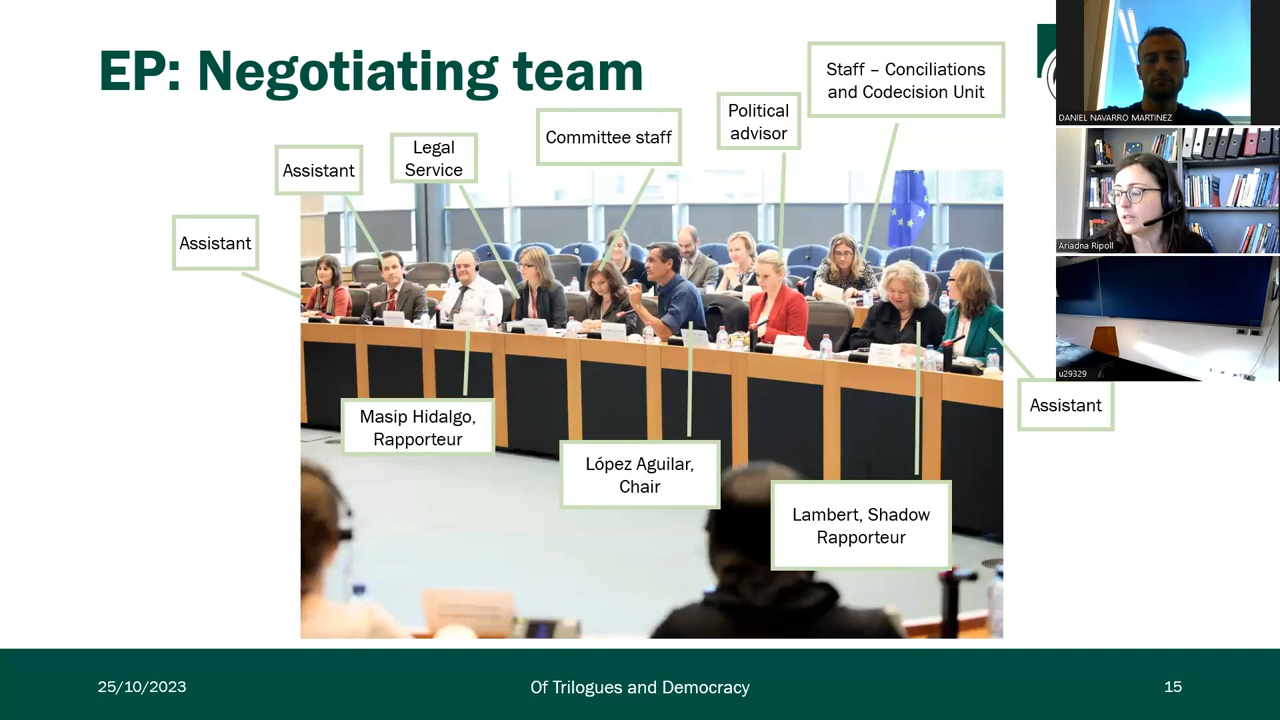 EP: Negotiating team
Staff – Conciliations
and Codecision Unit
Political
advisor
Committee staff
Legal
Service
Assistant
Assistant
Masip Hidalgo,
Rapporteur
López Aguilar,
Chair
Lambert, Shadow
Rapporteur
Assistant
DANIEL NAVARRO MARTINEZ
Ariadna Ripoll
u29329
25/10/2023
Of Trilogues and Democracy
15